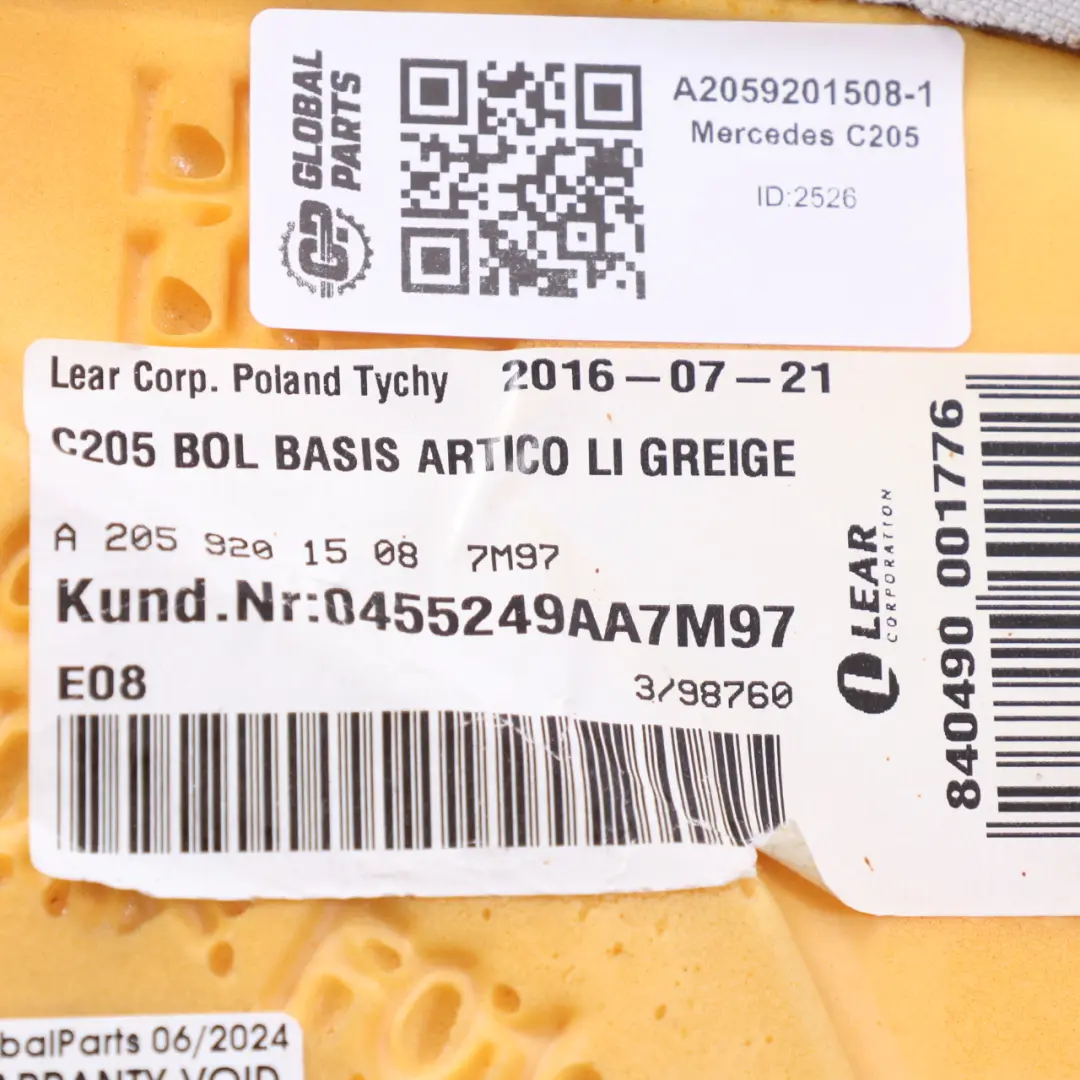 GLOBAL
PARTS
A2059201508-1
Mercedes C205
ID:2526
Lear Corp. Poland Tychy 2016-07-21
C205 BOL BASIS ARTICO LI GREIGE
A 205 920 15 08 7M97
Kund.Nr:0455249AA7M97
E08 3/98760
LEAR
CORPORATION
840490 001776
balParts 06/2024
RRANTY VOID